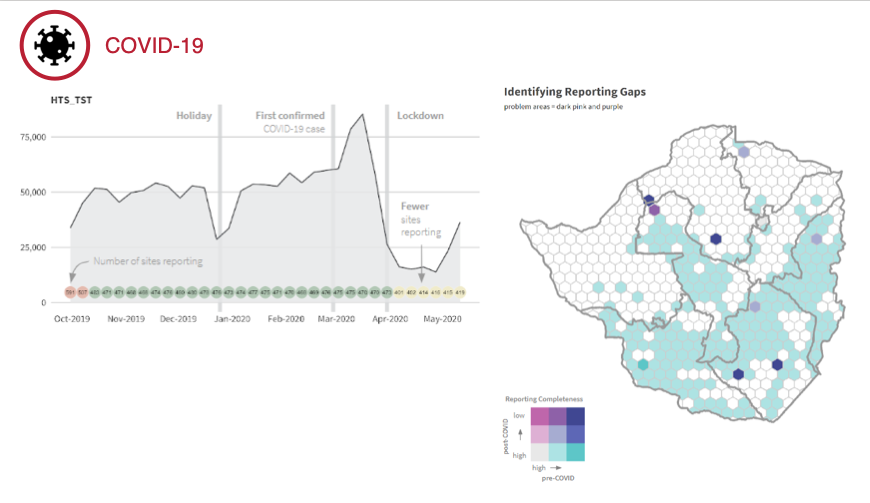 COVID-19
HTS_TST
Holiday
First confirmed
COVID-19 case
Lockdown
75,000
50,000
25,000
0
Fewer
sites
reporting
Number of sites reporting
Oct-2019
Nov-2019
Dec-2019
Jan-2020
Feb-2020
Mar-2020
Apr-2020
May-2020
Identifying Reporting Gaps
problem areas = dark pink and purple
Reporting Completeness
low
high
post-COVID
high
pre-COVID